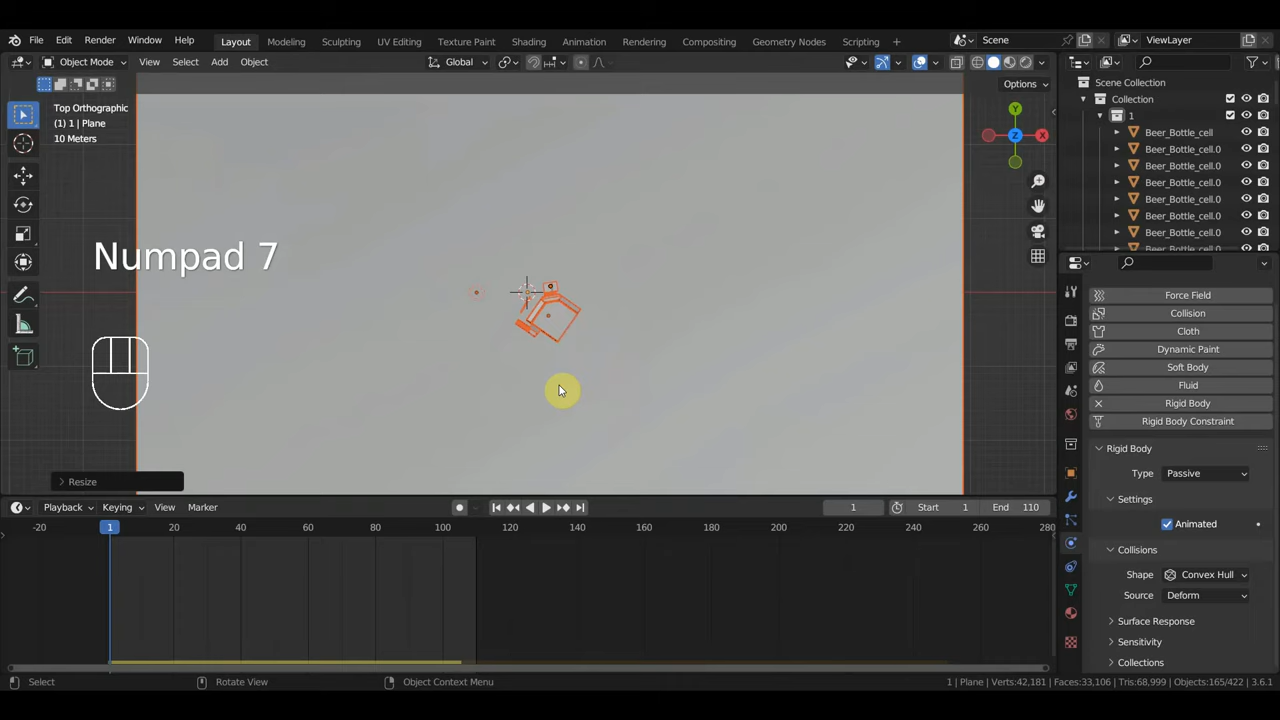 File Edit Render Window Help Layout Modeling Sculpting UV Editing Texture Paint Shading Animation Rendering Compositing Geometry Nodes Scripting + Scene ViewLayer
Object Mode View Select Add Object Global
Options
Top Orthographic
(1) 1 | Plane
10 Meters
Numpad 7
Y
Z
X
Resize
Scene Collection
Collection
1
Beer_Bottle_cell
Beer_Bottle_cell.0
Beer_Bottle_cell.0
Beer_Bottle_cell.0
Beer_Bottle_cell.0
Beer_Bottle_cell.0
Beer_Bottle_cell.0
Beer_Bottle_cell.0
Force Field
Collision
Cloth
Dynamic Paint
Soft Body
Fluid
Rigid Body
Rigid Body Constraint
Rigid Body
Type Passive
Settings
Animated
Collisions
Shape Convex Hull
Source Deform
Surface Response
Sensitivity
Collections
Playback Keying View Marker 1 Start 1 End 110
-20 1 20 40 60 80 100 120 140 160 180 200 220 240 260 280
Select Rotate View Object Context Menu 1 | Plane | Verts:42,181 | Faces:33,106 | Tris:68,999 | Objects:165/422 | 3.6.1